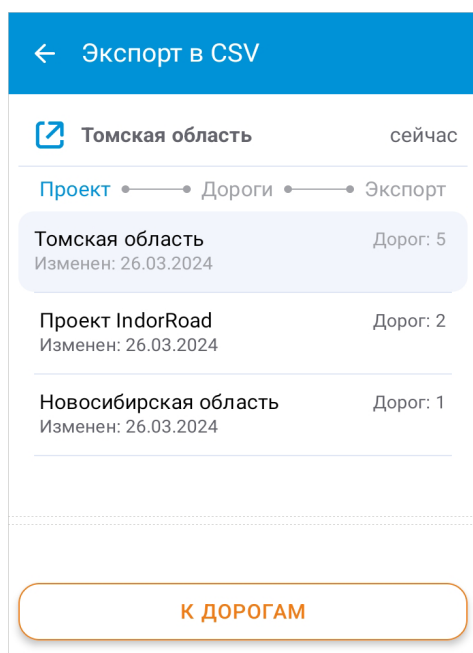 Экспорт в CSV
Томская область сейчас
Проект Дороги Экспорт
Томская область Дорог: 5
Изменен: 26.03.2024
Проект IndorRoad Дорог: 2
Изменен: 26.03.2024
Новосибирская область Дорог: 1
Изменен: 26.03.2024
К ДОРОГАМ